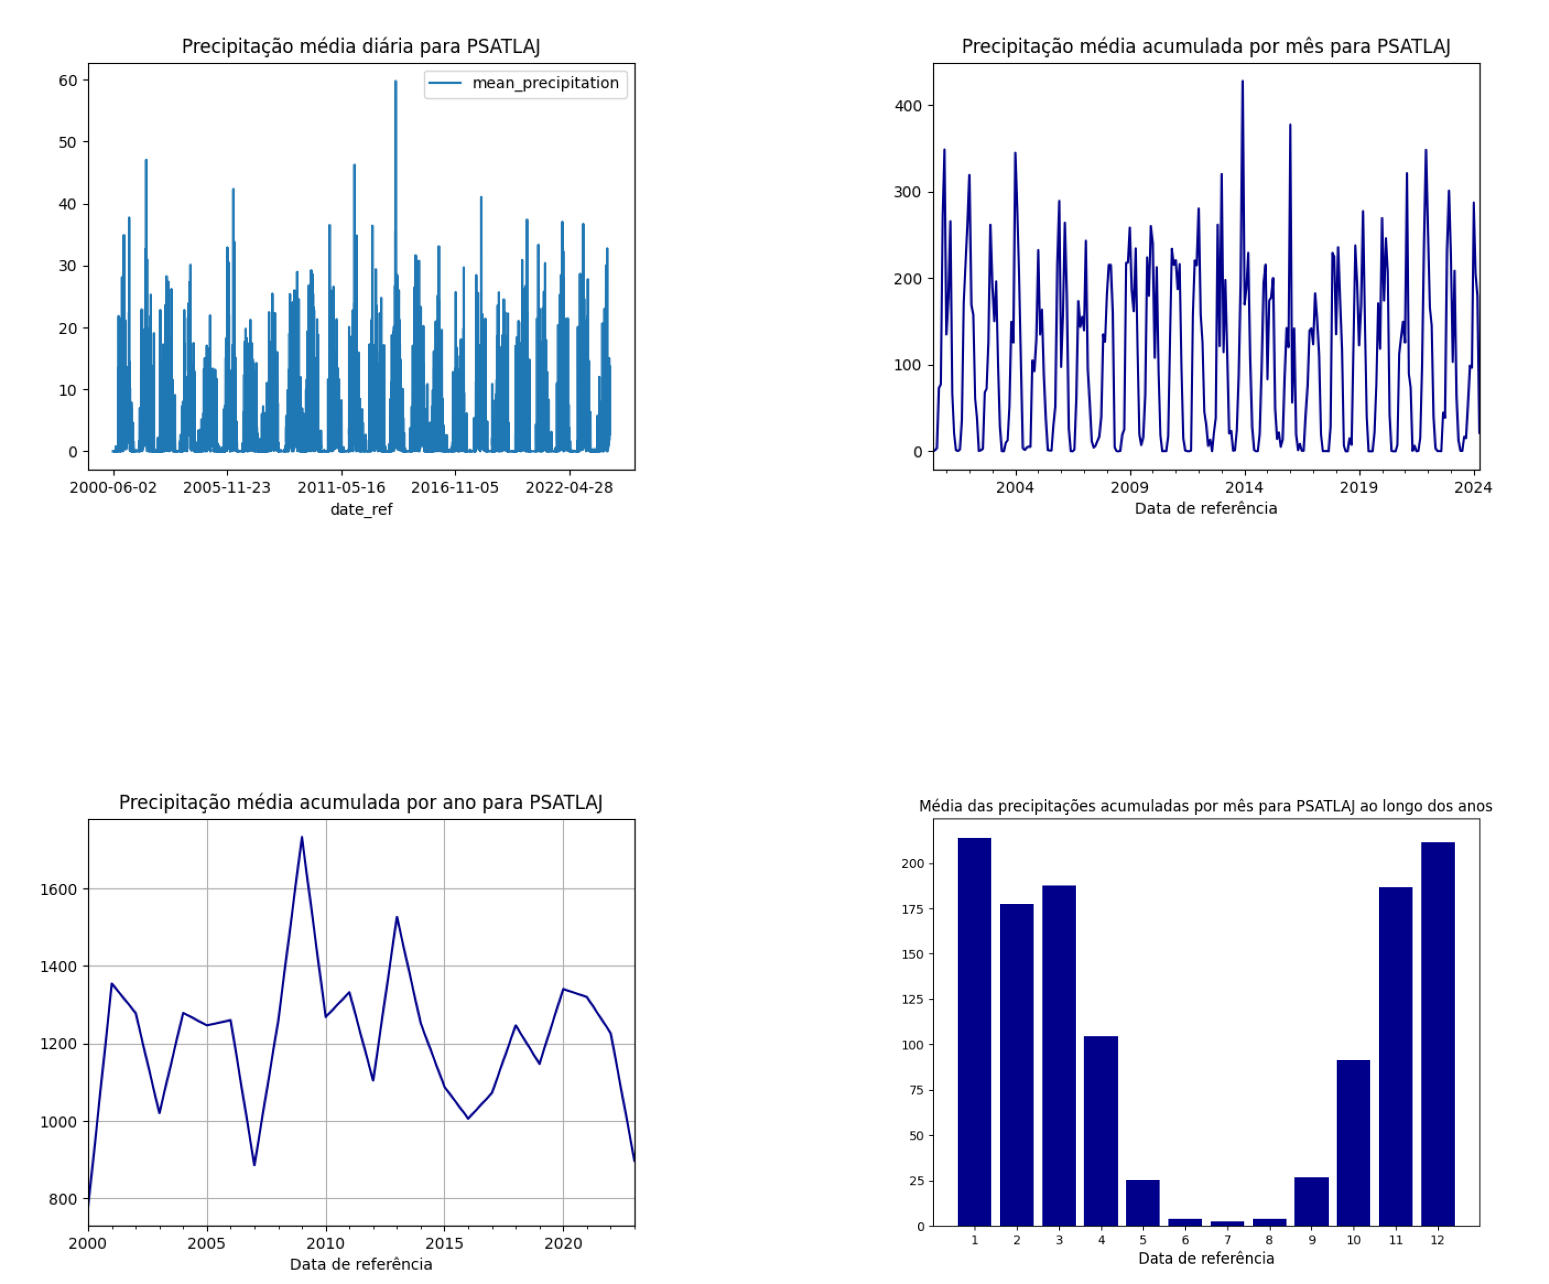 Precipitação média diária para PSATLAJ
mean_precipitation
60
50
40
30
20
10
0
2000-06-02 2005-11-23 2011-05-16 2016-11-05 2022-04-28
date_ref
Precipitação média acumulada por mês para PSATLAJ
400
300
200
100
0
2004 2009 2014 2019 2024
Data de referência
Precipitação média acumulada por ano para PSATLAJ
1600
1400
1200
1000
800
2000 2005 2010 2015 2020
Data de referência
Média das precipitações acumuladas por mês para PSATLAJ ao longo dos anos
200
175
150
125
100
75
50
25
0
1 2 3 4 5 6 7 8 9 10 11 12
Data de referência